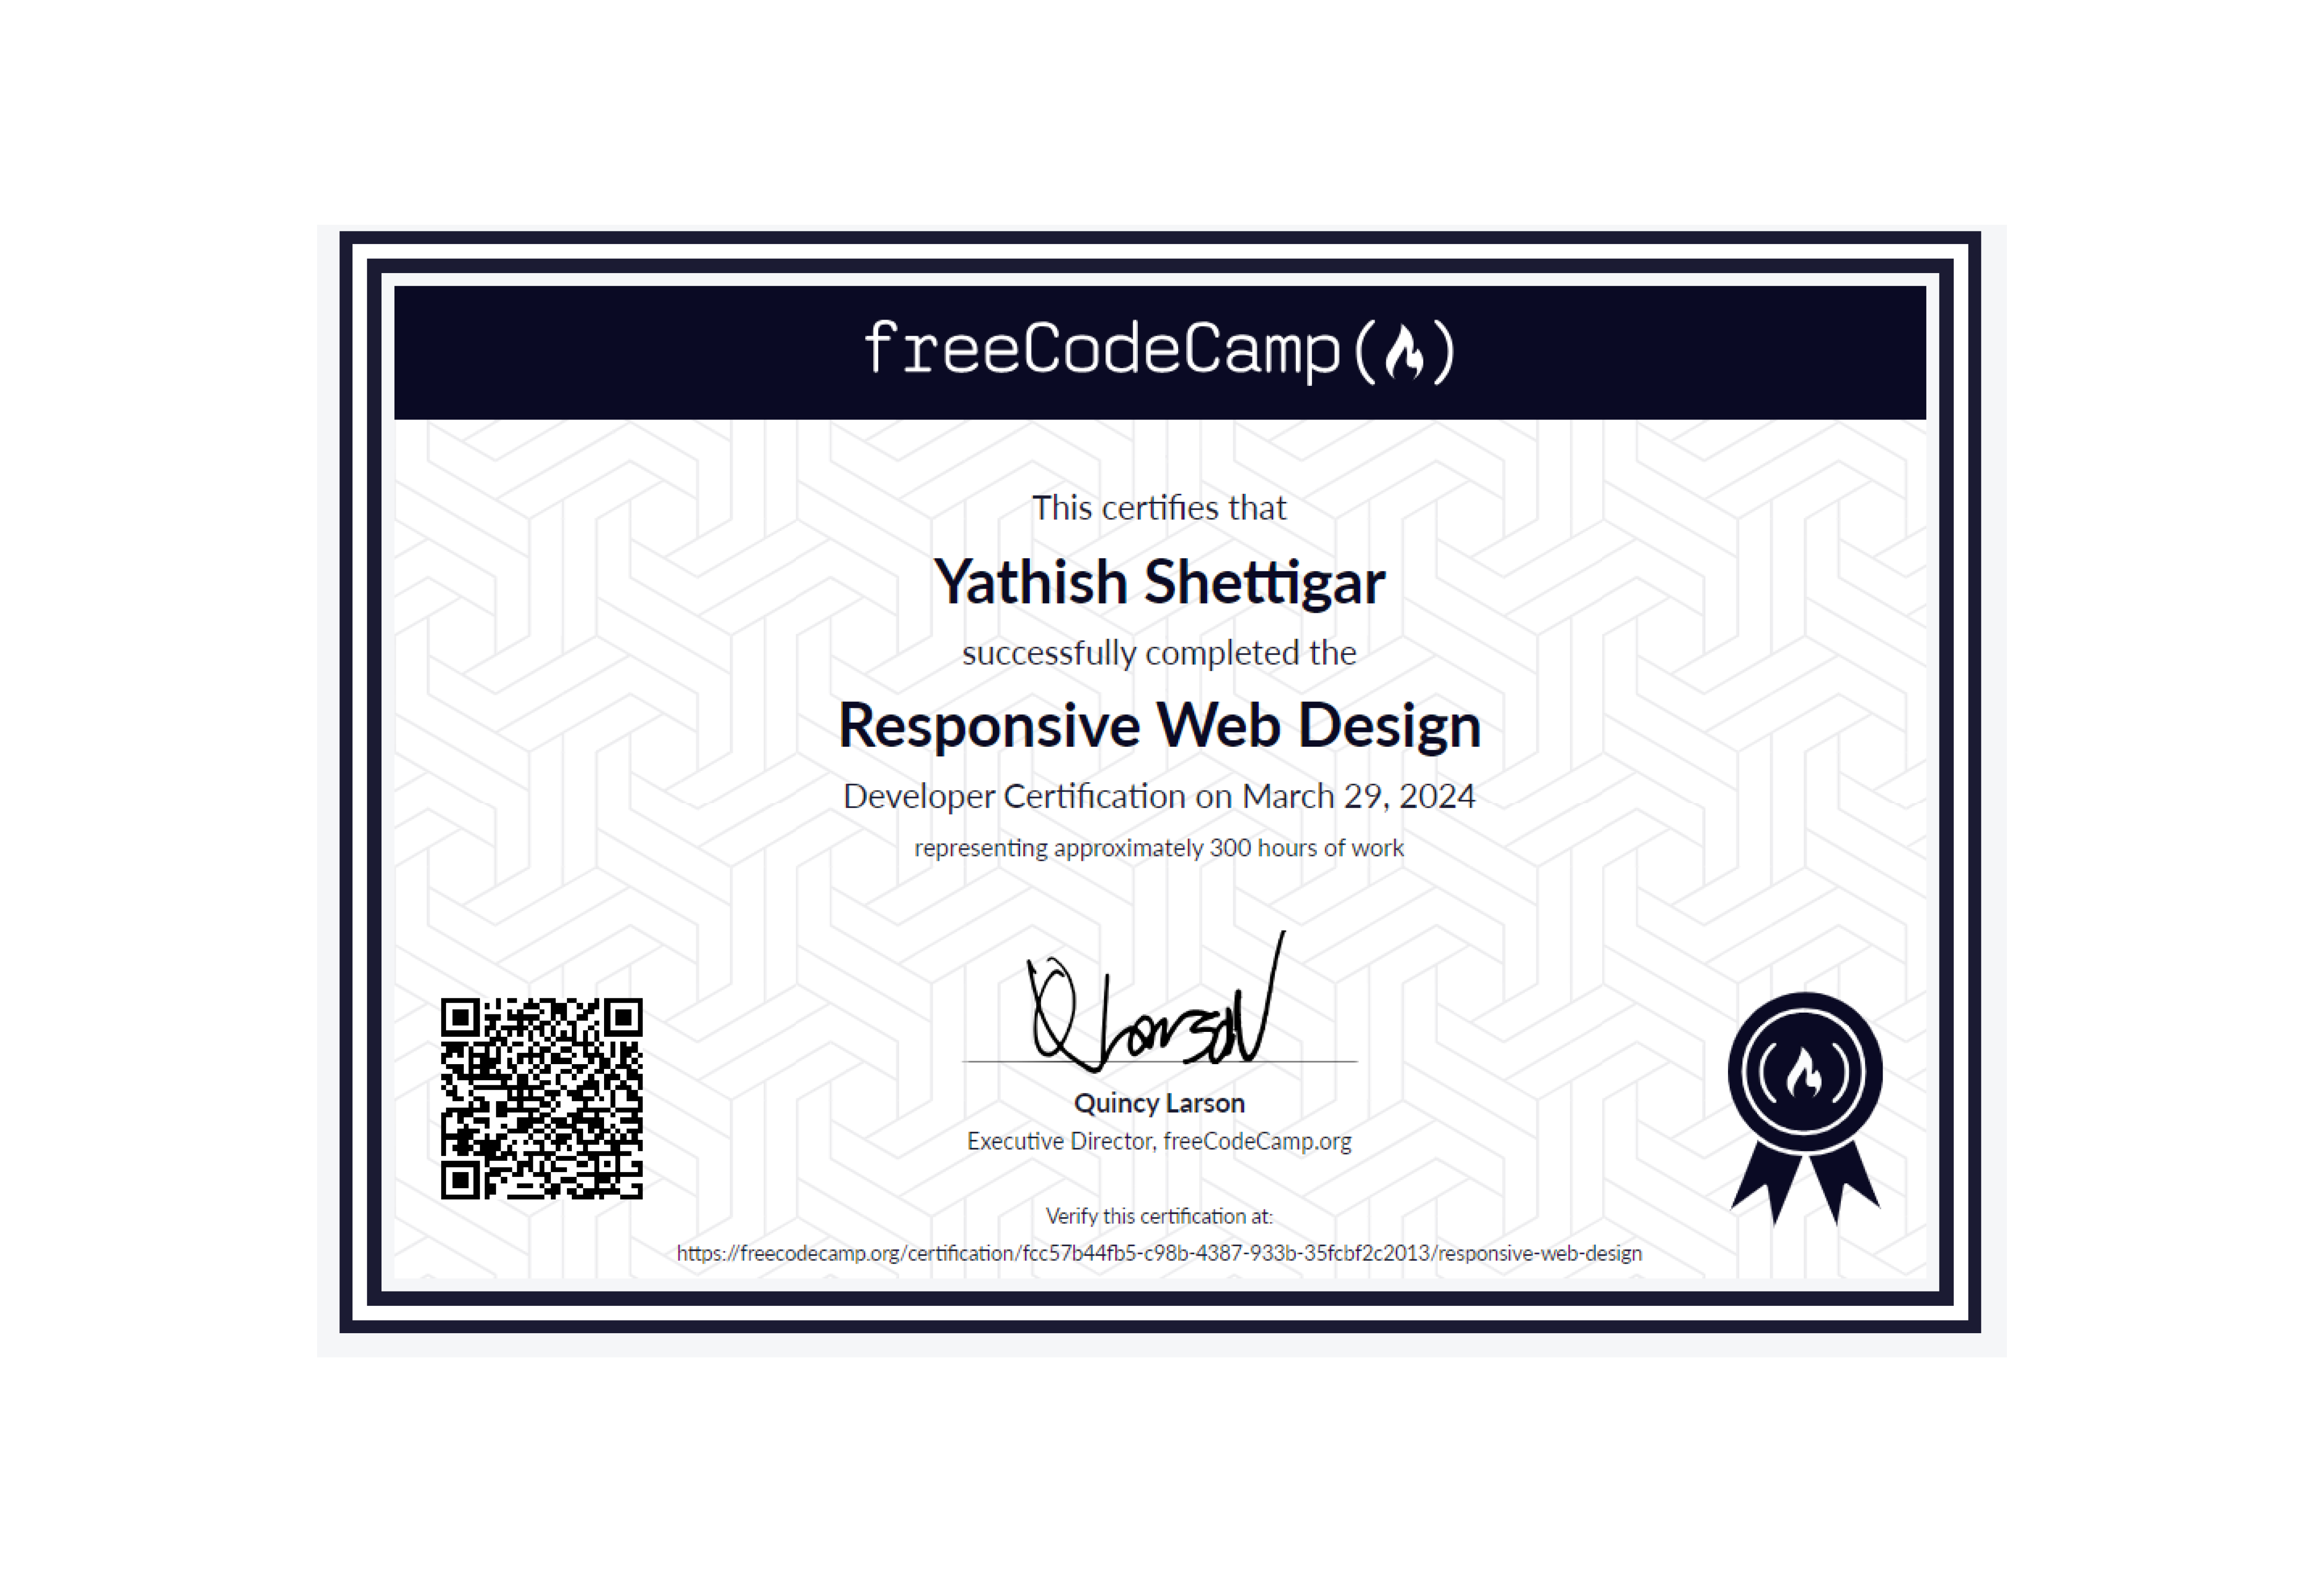 freeCodeCamp(🔥)
This certifies that
Yathish Shettigar
successfully completed the
Responsive Web Design
Developer Certification on March 29, 2024
representing approximately 300 hours of work
Q Larson
Quincy Larson
Executive Director, freeCodeCamp.org
Verify this certification at:
https://freecodecamp.org/certification/fcc57b44fb5-c98b-4387-933b-35fcbf2c2013/responsive-web-design